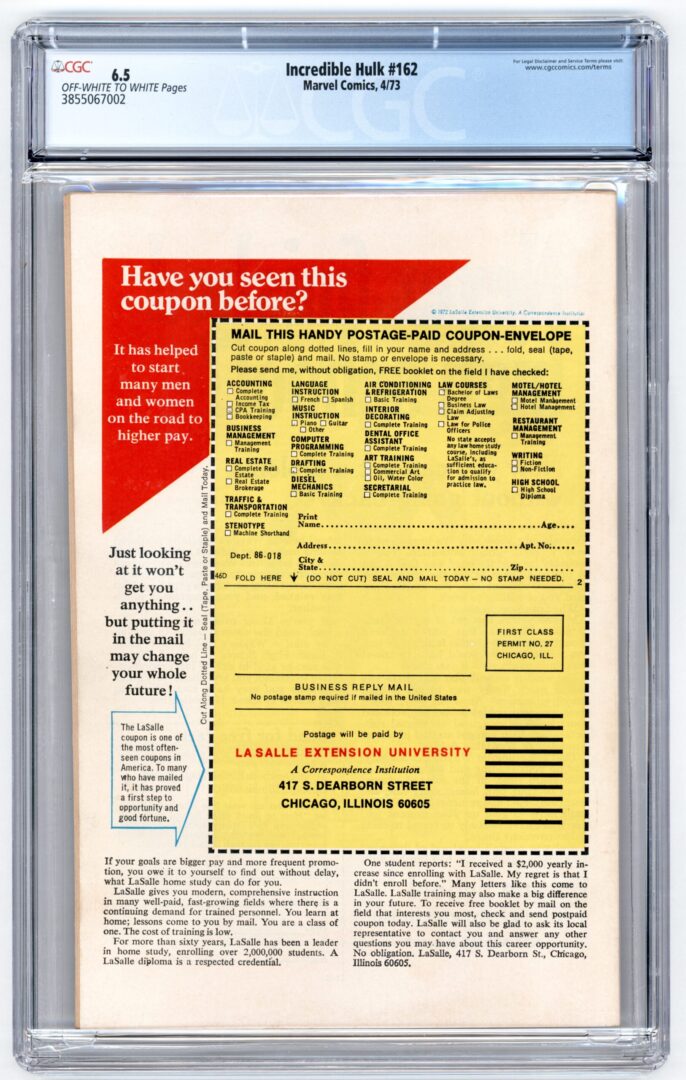 CGC
6.5
OFF-WHITE TO WHITE Pages
3855067002
Incredible Hulk #162
Marvel Comics, 4/73
For Legal Disclaimer and Service Terms please visit:
www.cgccomics.com/terms
CGC
Have you seen this
coupon before?
© 1972 LaSalle Extension University, A Correspondence Institution
It has helped
to start
many men
and women
on the road to
higher pay.
Just looking
at it won't
get you
anything..
but putting it
in the mail
may change
your whole
future!
The LaSalle
coupon is one of
the most often-
seen coupons in
America. To many
who have mailed
it, it has proved
a first step to
opportunity and
good fortune.
Cut Along Dotted Line — Seal (Tape, Paste or Staple) and Mail Today.
MAIL THIS HANDY POSTAGE-PAID COUPON-ENVELOPE
Cut coupon along dotted lines, fill in your name and address . . . fold, seal (tape,
paste or staple) and mail. No stamp or envelope is necessary.
Please send me, without obligation, FREE booklet on the field I have checked:
ACCOUNTING
Complete
Accounting
Income Tax
CPA Training
Bookkeeping
BUSINESS
MANAGEMENT
Management
Training
REAL ESTATE
Complete Real
Estate
Real Estate
Brokerage
TRAFFIC &
TRANSPORTATION
Complete Training
STENOTYPE
Machine Shorthand
LANGUAGE
INSTRUCTION
French Spanish
MUSIC
INSTRUCTION
Piano Guitar
Other
COMPUTER
PROGRAMMING
Complete Training
DRAFTING
Complete Training
DIESEL
MECHANICS
Basic Training
AIR CONDITIONING
& REFRIGERATION
Basic Training
INTERIOR
DECORATING
Complete Training
DENTAL OFFICE
ASSISTANT
Complete Training
ART TRAINING
Complete Training
Commercial Art
Oil, Water Color
SECRETARIAL
Complete Training
LAW COURSES
Bachelor of Laws
Degree
Business Law
Claim Adjusting
Law
Law for Police
Officers
No state accepts
any law home study
course, including
LaSalle's, as
sufficient educa-
tion to qualify
for admission to
practice law.
MOTEL/HOTEL
MANAGEMENT
Motel Management
Hotel Management
RESTAURANT
MANAGEMENT
Management
Training
WRITING
Fiction
Non-Fiction
HIGH SCHOOL
High School
Diploma
Print
Name........Age....
Address........Apt. No.....
Dept. 86-018
City &
State........Zip........
46D FOLD HERE (DO NOT CUT) SEAL AND MAIL TODAY — NO STAMP NEEDED. 2
FIRST CLASS
PERMIT NO. 27
CHICAGO, ILL.
BUSINESS REPLY MAIL
No postage stamp required if mailed in the United States
Postage will be paid by
LA SALLE EXTENSION UNIVERSITY
A Correspondence Institution
417 S. DEARBORN STREET
CHICAGO, ILLINOIS 60605
If your goals are bigger pay and more frequent promo-
tion, you owe it to yourself to find out without delay,
what LaSalle home study can do for you.
LaSalle gives you modern, comprehensive instruction
in many well-paid, fast-growing fields where there is a
continuing demand for trained personnel. You learn at
home; lessons come to you by mail. You are a class of
one. The cost of training is low.
For more than sixty years, LaSalle has been a leader
in home study, enrolling over 2,000,000 students. A
LaSalle diploma is a respected credential.
One student reports: "I received a $2,000 yearly in-
crease since enrolling with LaSalle. My regret is that I
didn't enroll before." Many letters like this come to
LaSalle. LaSalle training may also make a big difference
in your future. To receive free booklet by mail on the
field that interests you most, check and send postpaid
coupon today. LaSalle will also be glad to ask its local
representative to contact you and answer any other
questions you may have about this career opportunity.
No obligation. LaSalle, 417 S. Dearborn St., Chicago,
Illinois 60605.